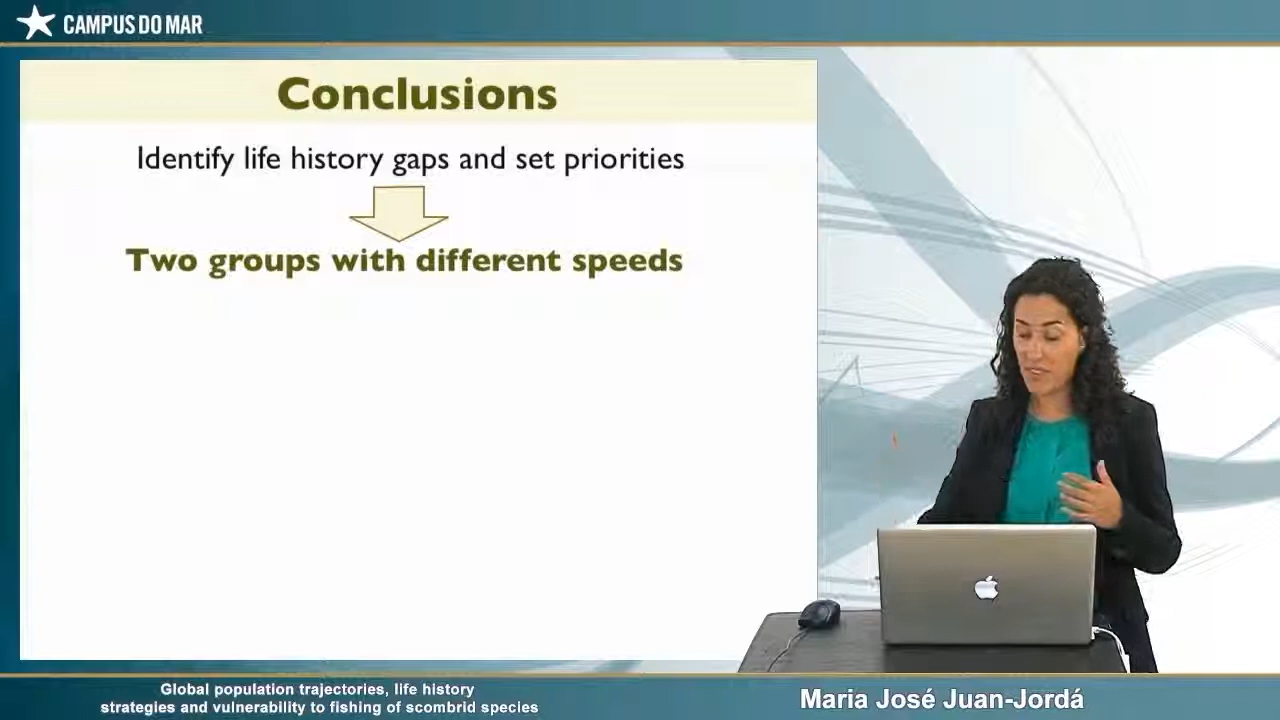 CAMPUS DO MAR
Conclusions
Identify life history gaps and set priorities
Two groups with different speeds
Global population trajectories, life history
strategies and vulnerability to fishing of scombrid species
Maria José Juan-Jordá